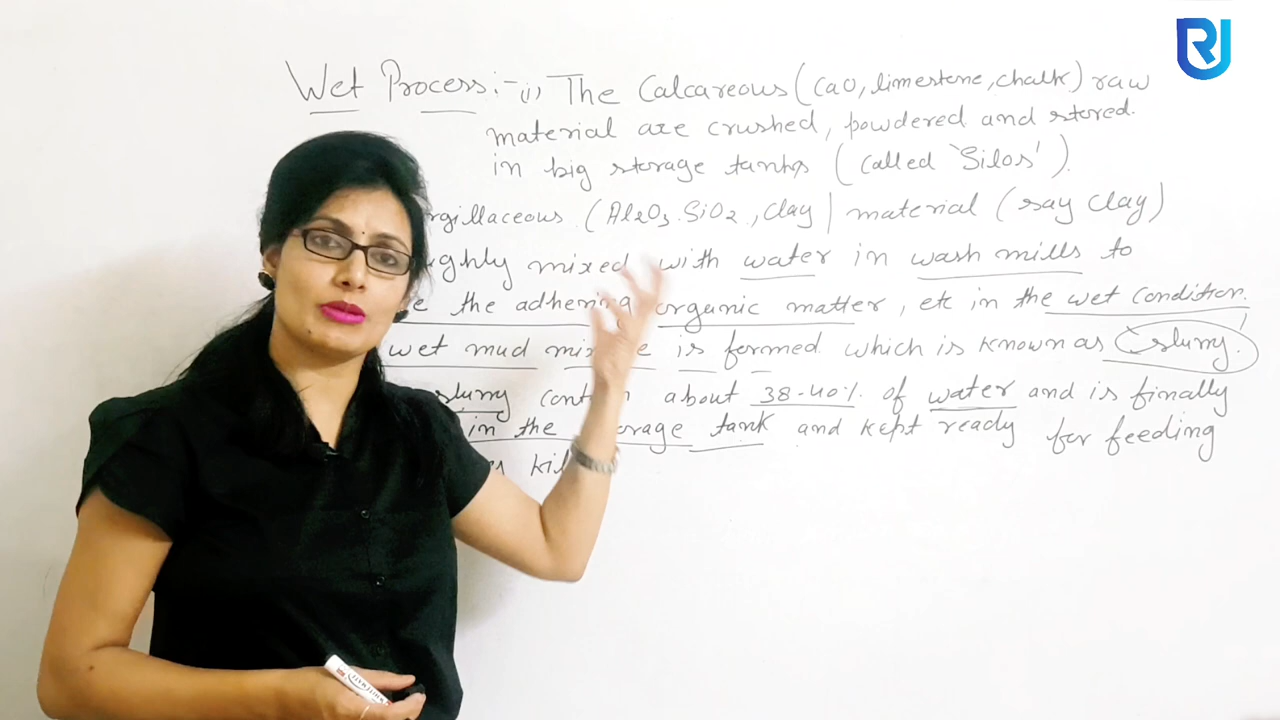 Wet Process:- (i) The Calcareous (CaO, limestone, chalk) raw
material are crushed, powdered and stored.
in big storage tanks (called 'Silos').
rgillaceous (Al2O3.SiO2, Clay) material (say clay)
ghly mixed with water in wash mills to
e the adhering organic matter, etc in the wet condition.
wet mud is formed which is known as slurry.
slurry about 38-40% of water and is finally
in the tank and kept ready for feeding